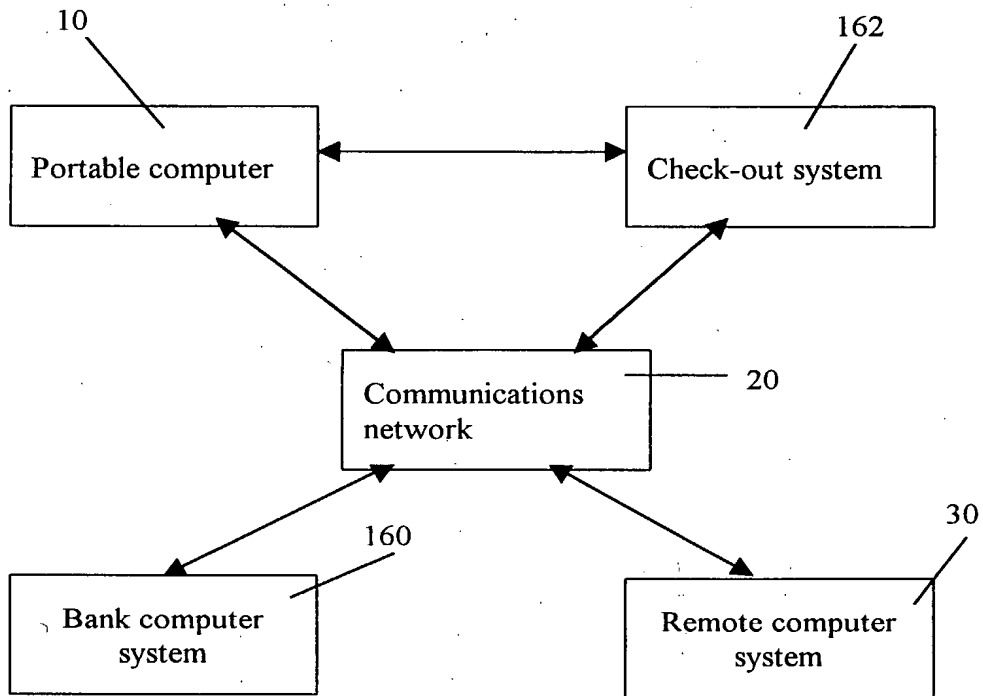 10
162
Portable computer
Check-out system
Communications
network
20
160
30
Bank computer
system
Remote computer
system